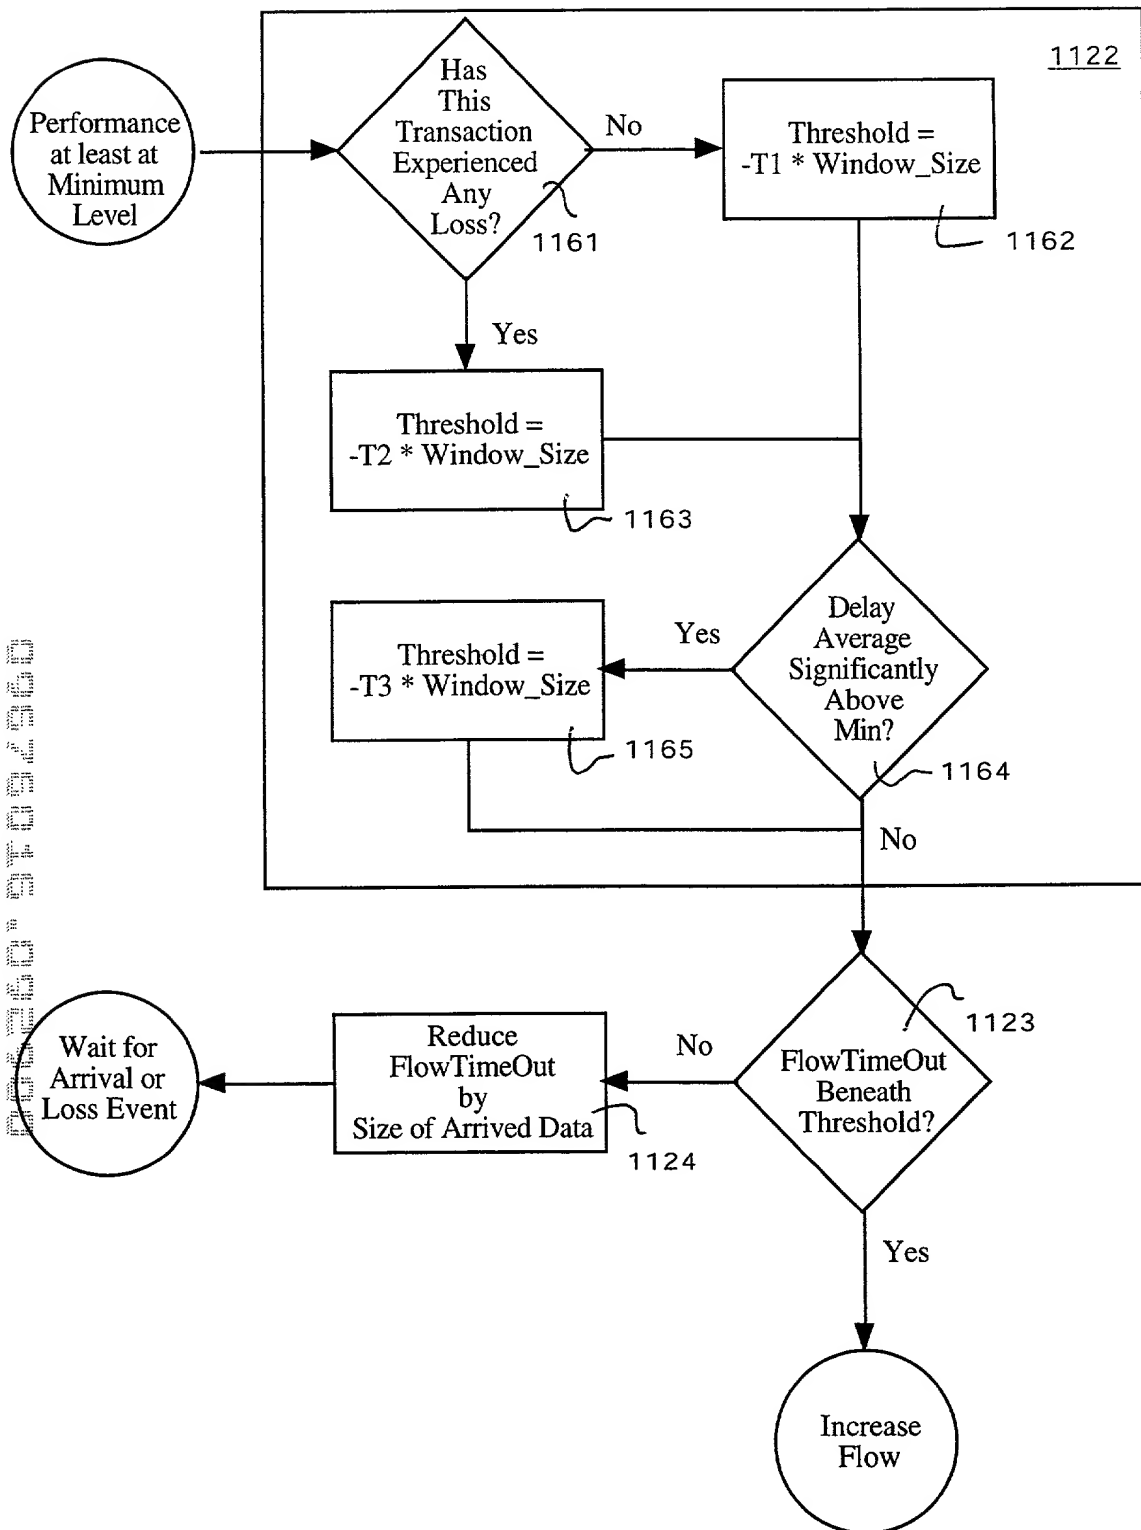 1122
Performance
at least at
Minimum
Level
Has
This
Transaction
Experienced
Any
Loss?
1161
No
Threshold =
-T1 * Window_Size
1162
Yes
Threshold =
-T2 * Window_Size
1163
Delay
Average
Significantly
Above
Min?
1164
Yes
Threshold =
-T3 * Window_Size
1165
No
FlowTimeOut
Beneath
Threshold?
1123
No
Reduce
FlowTimeOut
by
Size of Arrived Data
1124
Wait for
Arrival or
Loss Event
Yes
Increase
Flow